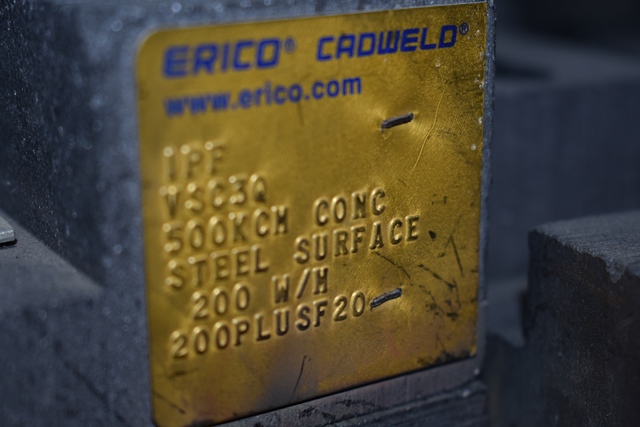 ERICO® CADWELD®
www.erico.com
1PF
VSC3Q
500KCM CONC
STEEL SURFACE
200 W/M
200PLUSF20